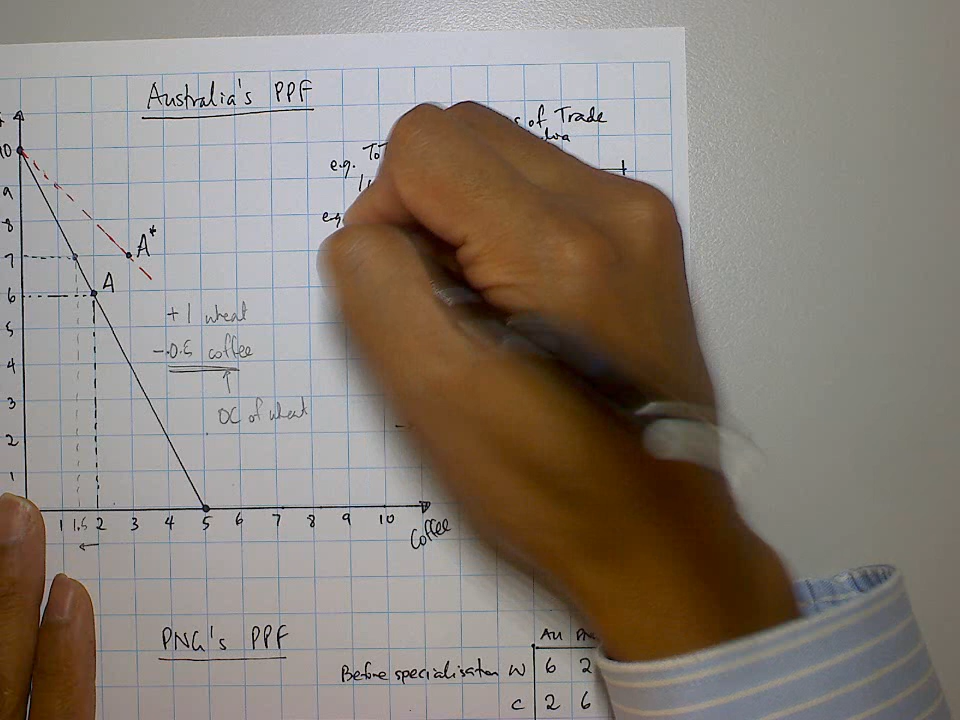 Australia's PPF
s of Trade
e.g. ToT
10
9
8
7
6
5
4
3
2
1
A*
A
+1 wheat
-0.5 coffee
↑
OC of wheat
1 1.5 2 3 4 5 6 7 8 9 10
←
Coffee
PNG's PPF
AU PN
Before specialisation W 6 2
C 2 6